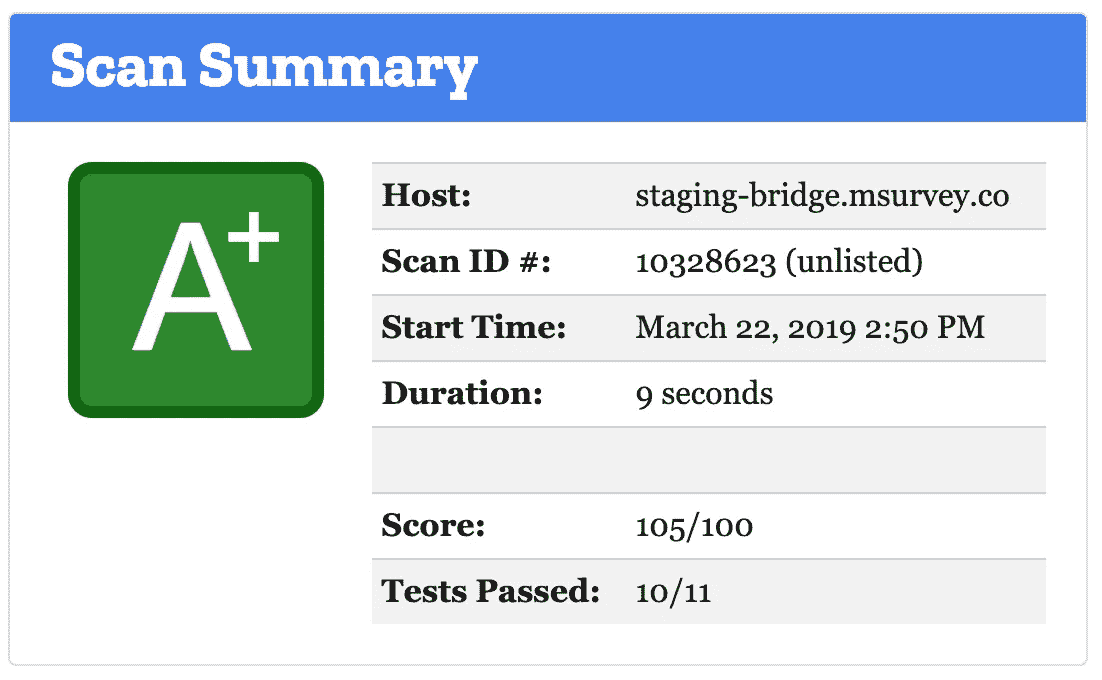 Scan Summary
A+
Host: staging-bridge.msurvey.co
Scan ID #: 10328623 (unlisted)
Start Time: March 22, 2019 2:50 PM
Duration: 9 seconds
Score: 105/100
Tests Passed: 10/11